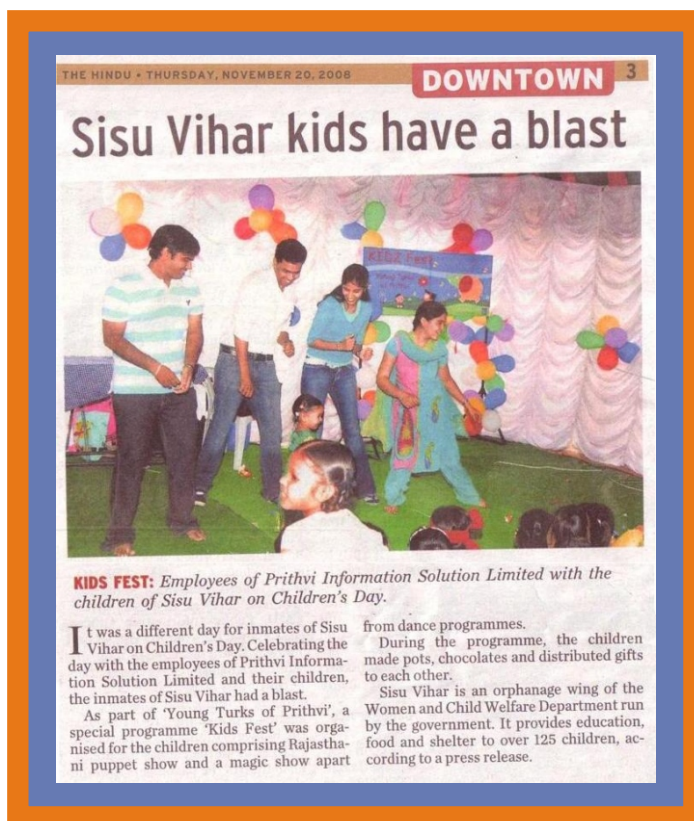 THE HINDU • THURSDAY, NOVEMBER 20, 2008
DOWNTOWN 3
Sisu Vihar kids have a blast
KIDZ Fest
KIDS FEST: Employees of Prithvi Information Solution Limited with the
children of Sisu Vihar on Children's Day.
It was a different day for inmates of Sisu
Vihar on Children's Day. Celebrating the
day with the employees of Prithvi Informa-
tion Solution Limited and their children,
the inmates of Sisu Vihar had a blast.
As part of 'Young Turks of Prithvi', a
special programme 'Kids Fest' was orga-
nised for the children comprising Rajastha-
ni puppet show and a magic show apart
from dance programmes.
During the programme, the children
made pots, chocolates and distributed gifts
to each other.
Sisu Vihar is an orphanage wing of the
Women and Child Welfare Department run
by the government. It provides education,
food and shelter to over 125 children, ac-
cording to a press release.